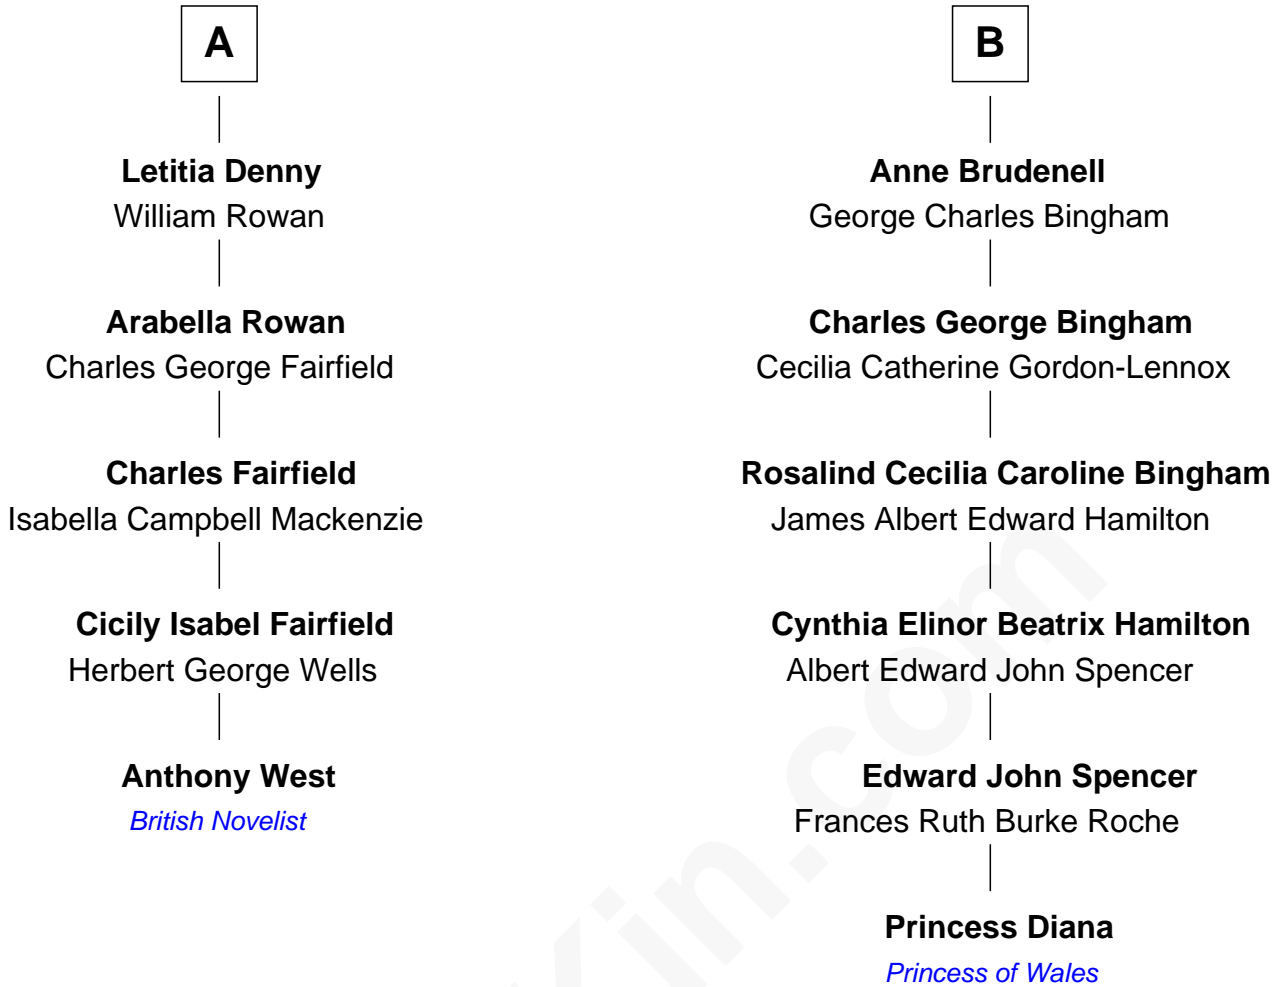 A
Letitia Denny
William Rowan
Arabella Rowan
Charles George Fairfield
Charles Fairfield
Isabella Campbell Mackenzie
Cicily Isabel Fairfield
Herbert George Wells
Anthony West
British Novelist
B
Anne Brudenell
George Charles Bingham
Charles George Bingham
Cecilia Catherine Gordon-Lennox
Rosalind Cecilia Caroline Bingham
James Albert Edward Hamilton
Cynthia Elinor Beatrix Hamilton
Albert Edward John Spencer
Edward John Spencer
Frances Ruth Burke Roche
Princess Diana
Princess of Wales
Kin.com